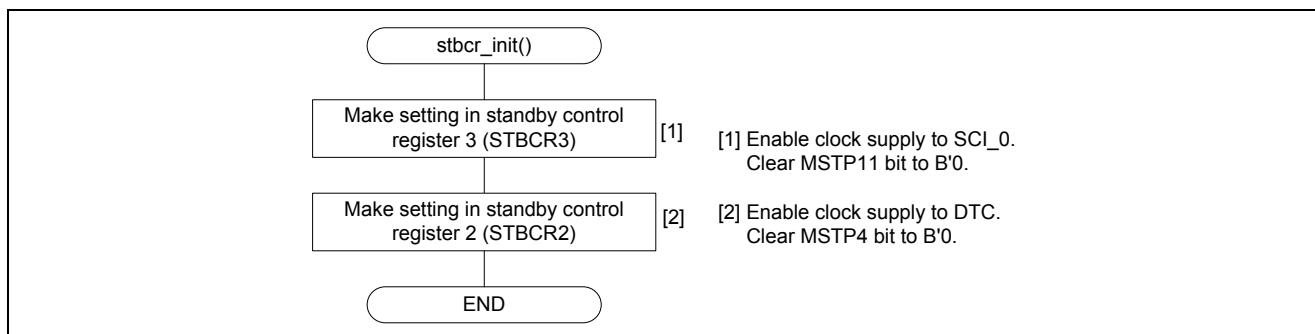 stbcr_init()
Make setting in standby control
register 3 (STBCR3)
[1]
[1] Enable clock supply to SCI_0.
Clear MSTP11 bit to B'0.
Make setting in standby control
register 2 (STBCR2)
[2]
[2] Enable clock supply to DTC.
Clear MSTP4 bit to B'0.
END